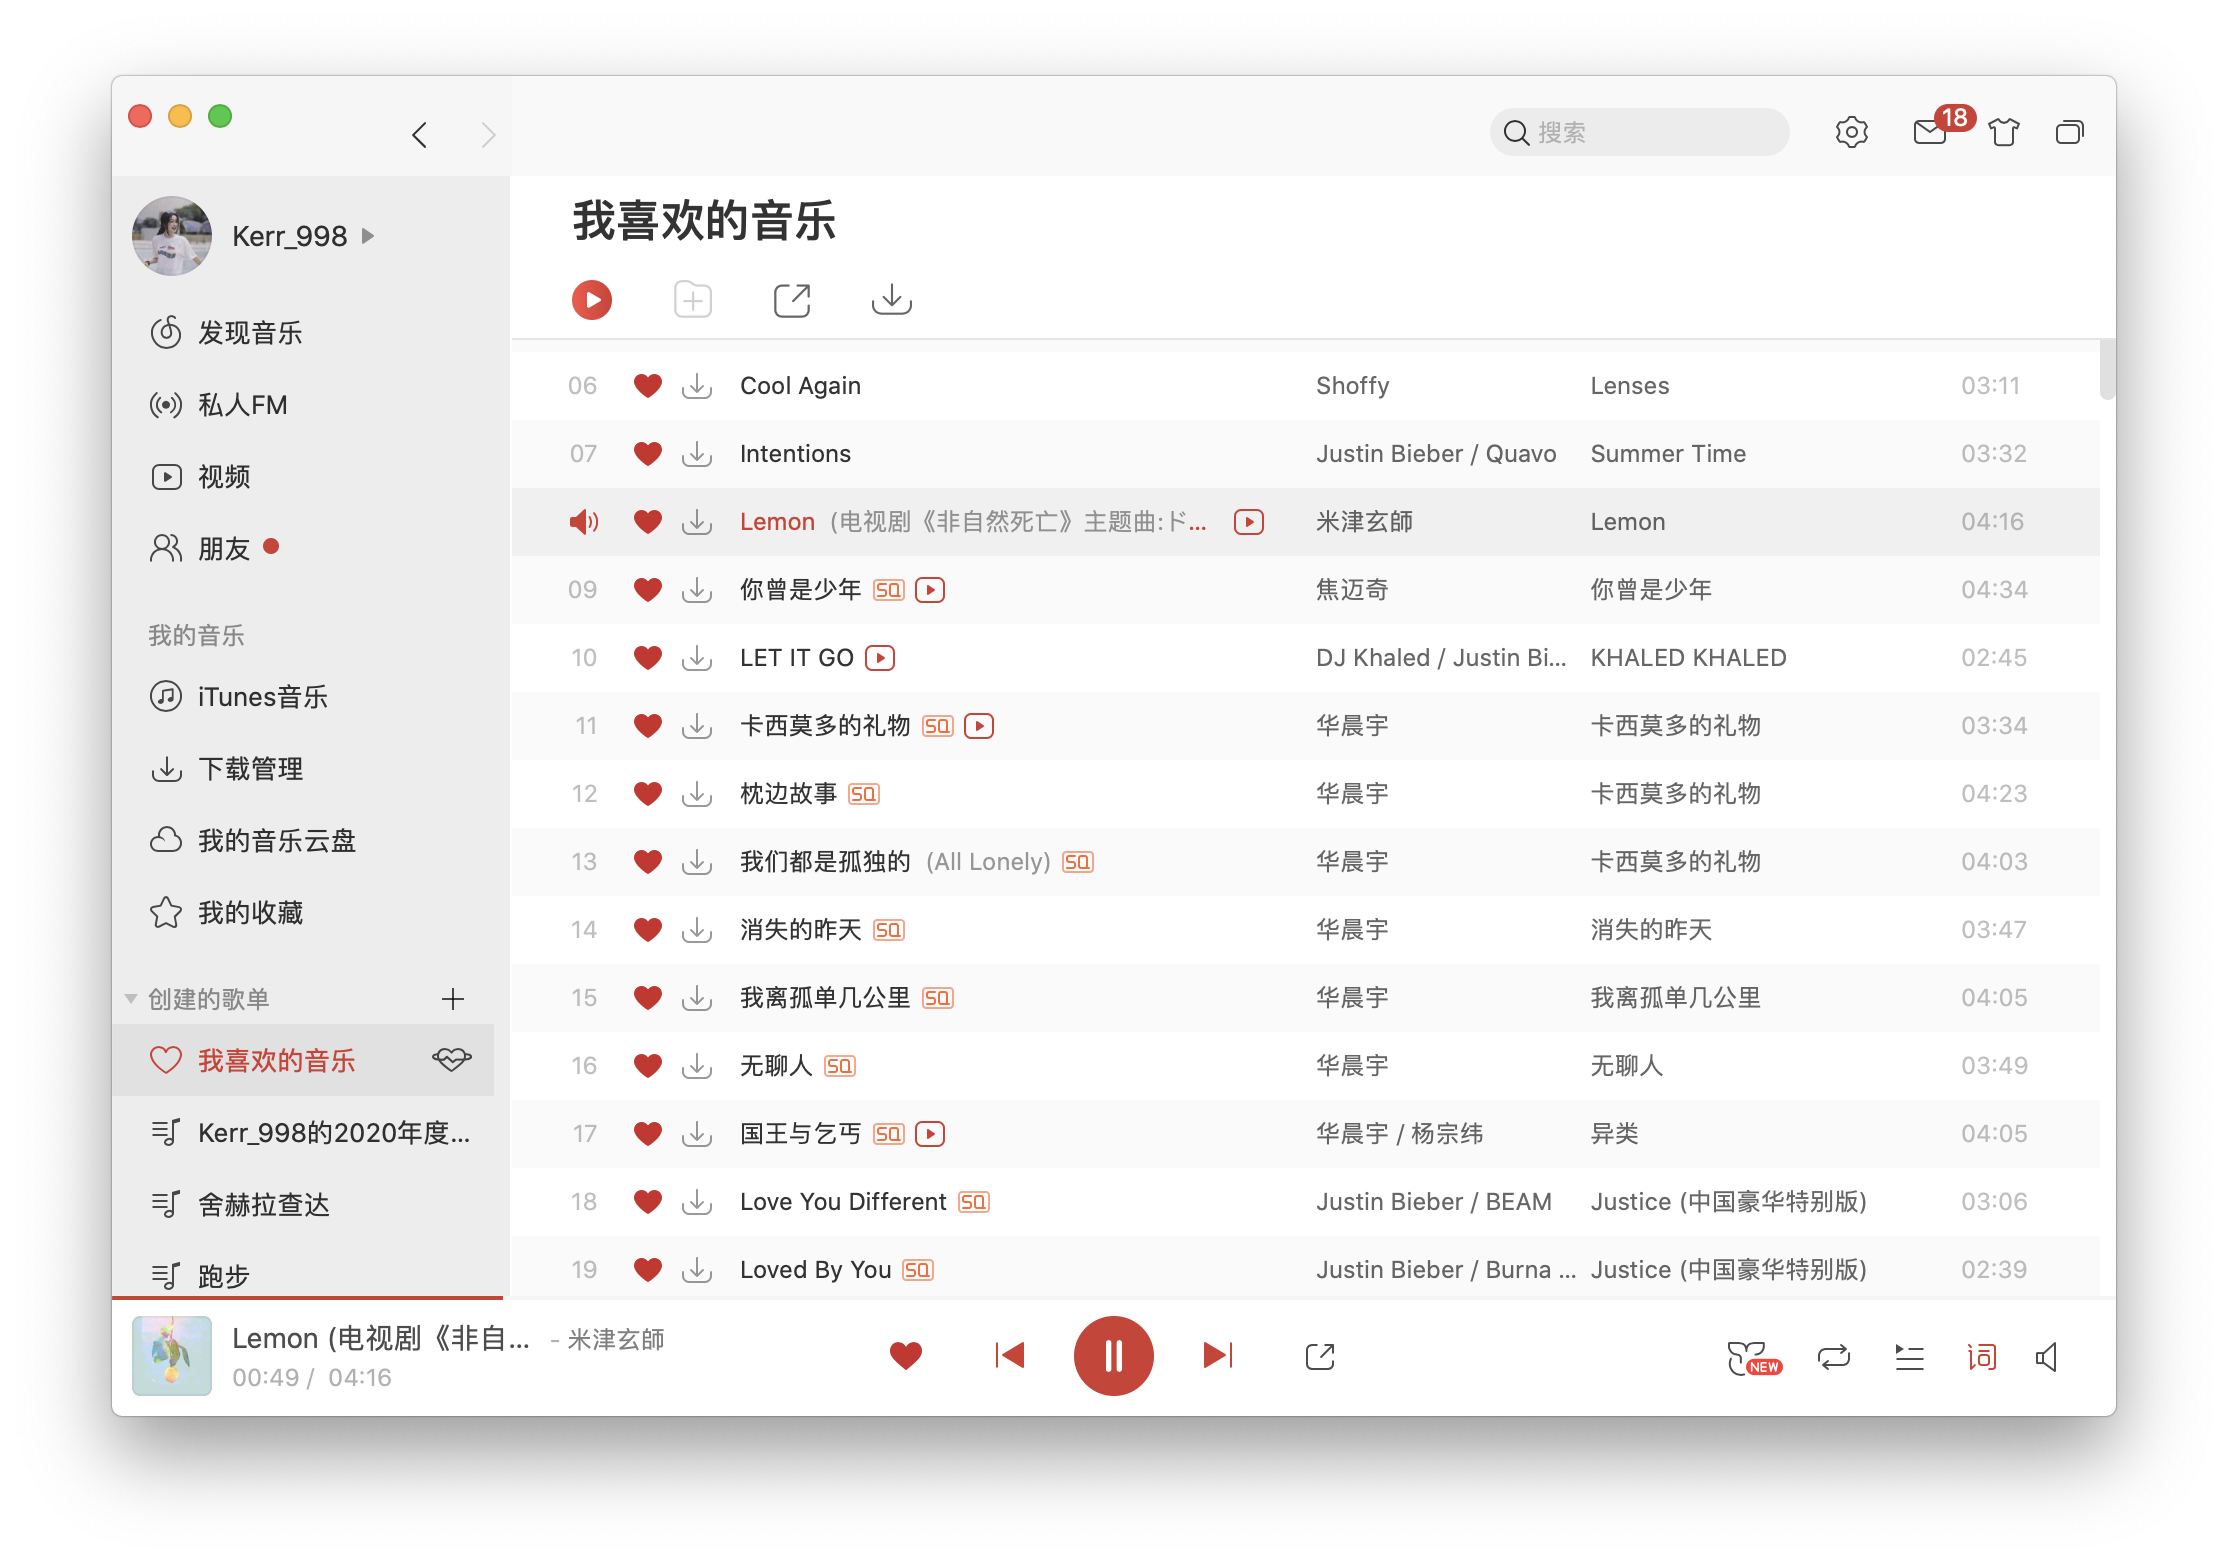 搜索
18
Kerr_998
发现音乐
私人FM
视频
朋友
我的音乐
iTunes音乐
下载管理
我的音乐云盘
我的收藏
创建的歌单
我喜欢的音乐
Kerr_998的2020年度...
舍赫拉查达
跑步
我喜欢的音乐
06 Cool Again Shoffy Lenses 03:11
07 Intentions Justin Bieber / Quavo Summer Time 03:32
Lemon (电视剧《非自然死亡》主题曲:ド... 米津玄師 Lemon 04:16
09 你曾是少年 SQ 焦迈奇 你曾是少年 04:34
10 LET IT GO DJ Khaled / Justin Bi... KHALED KHALED 02:45
11 卡西莫多的礼物 SQ 华晨宇 卡西莫多的礼物 03:34
12 枕边故事 SQ 华晨宇 卡西莫多的礼物 04:23
13 我们都是孤独的 (All Lonely) SQ 华晨宇 卡西莫多的礼物 04:03
14 消失的昨天 SQ 华晨宇 消失的昨天 03:47
15 我离孤单几公里 SQ 华晨宇 我离孤单几公里 04:05
16 无聊人 SQ 华晨宇 无聊人 03:49
17 国王与乞丐 SQ 华晨宇 / 杨宗纬 异类 04:05
18 Love You Different SQ Justin Bieber / BEAM Justice (中国豪华特别版) 03:06
19 Loved By You SQ Justin Bieber / Burna ... Justice (中国豪华特别版) 02:39
Lemon (电视剧《非自... - 米津玄師
00:49 / 04:16
NEW
词